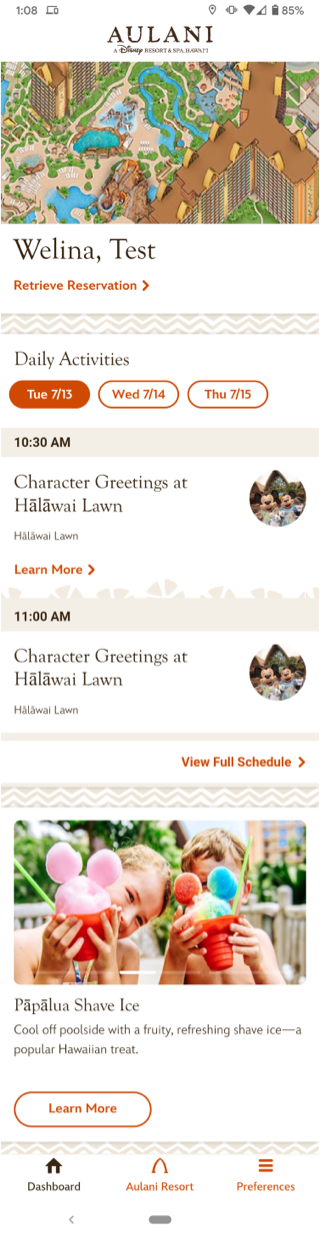 1:08
85%
AULANI
A Disney RESORT & SPA, HAWAI'I
Welina, Test
Retrieve Reservation
Daily Activities
Tue 7/13
Wed 7/14
Thu 7/15
10:30 AM
Character Greetings at
Hālāwai Lawn
Hālāwai Lawn
Learn More
11:00 AM
Character Greetings at
Hālāwai Lawn
Hālāwai Lawn
View Full Schedule
Pāpālua Shave Ice
Cool off poolside with a fruity, refreshing shave ice—a
popular Hawaiian treat.
Learn More
Dashboard
Aulani Resort
Preferences